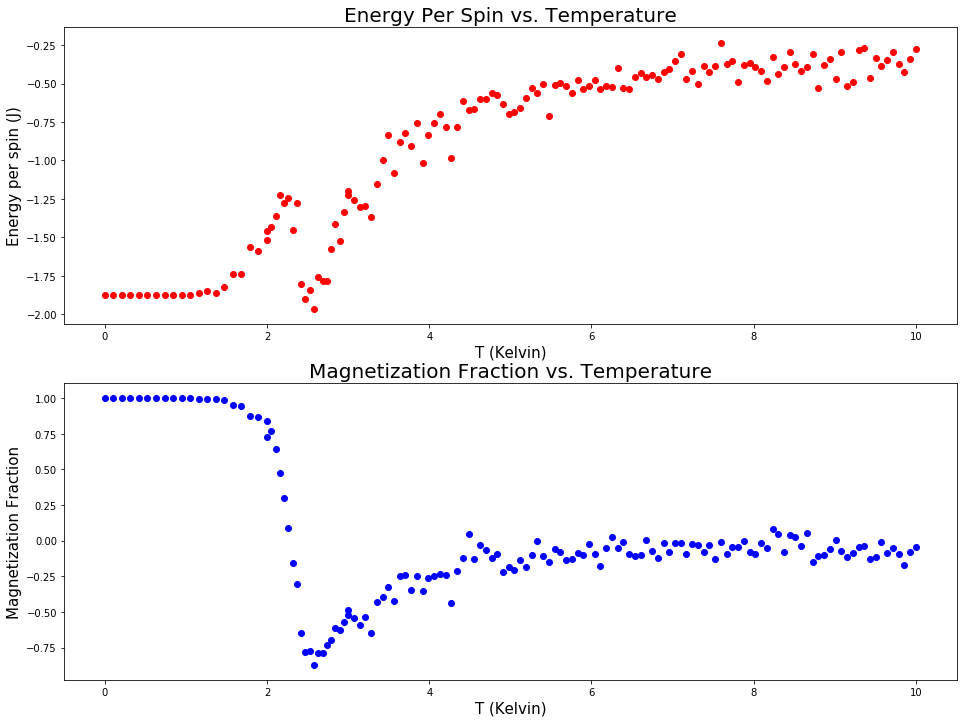 Energy Per Spin vs. Temperature
Energy per spin (J)
−0.25
−0.50
−0.75
−1.00
−1.25
−1.50
−1.75
−2.00
0 2 4 6 8 10
T (Kelvin)
Magnetization Fraction vs. Temperature
Magnetization Fraction
1.00
0.75
0.50
0.25
0.00
−0.25
−0.50
−0.75
0 2 4 6 8 10
T (Kelvin)